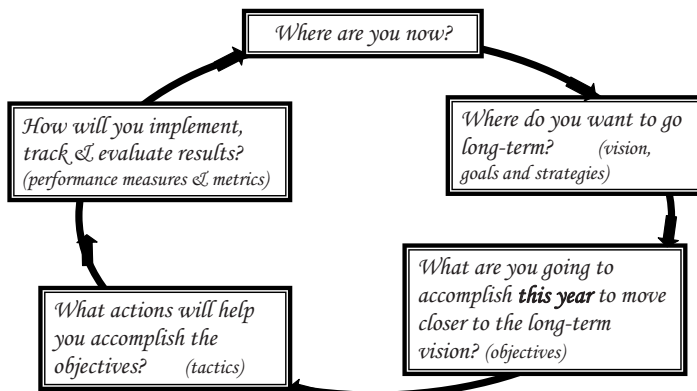 Where are you now?
Where do you want to go
long-term? (vision,
goals and strategies)
What are you going to
accomplish this year to move
closer to the long-term
vision? (objectives)
What actions will help
you accomplish the
objectives? (tactics)
How will you implement,
track & evaluate results?
(performance measures & metrics)